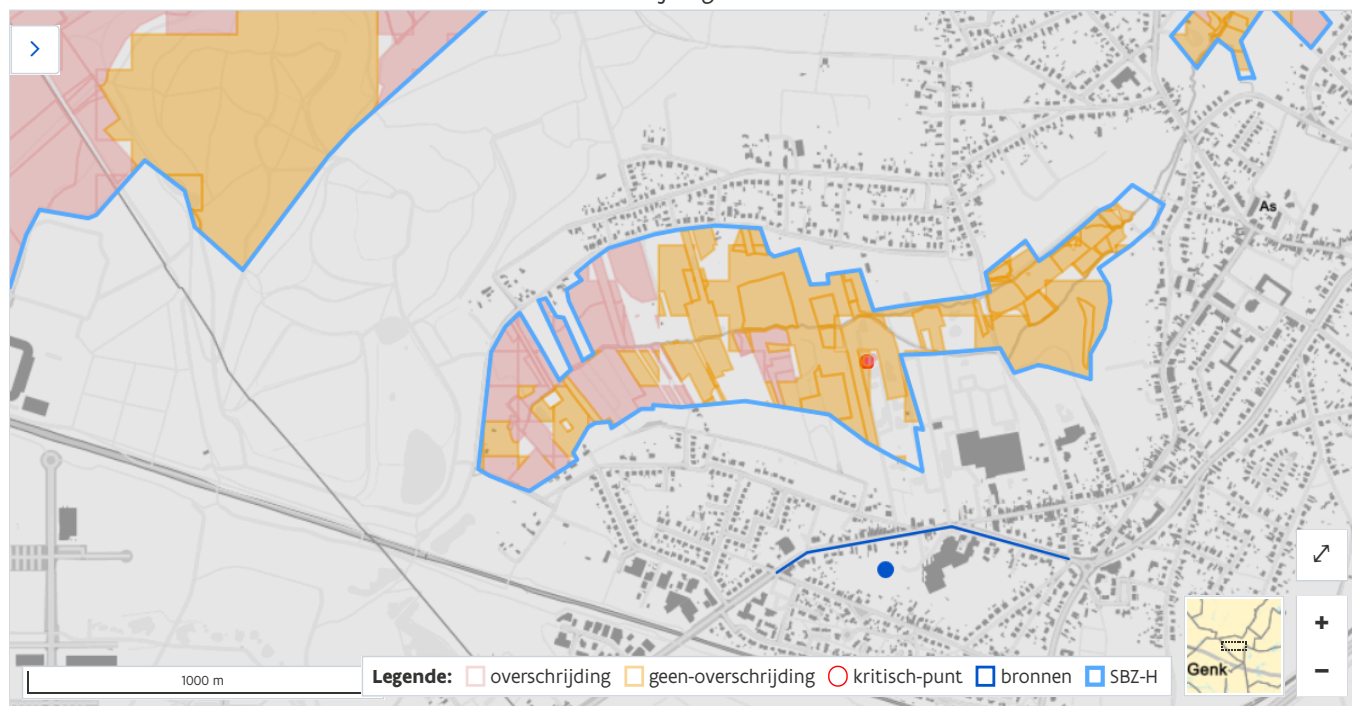 As
1000 m
Legende: overschrijding geen-overschrijding kritisch-punt bronnen SBZ-H
Genk
+
−